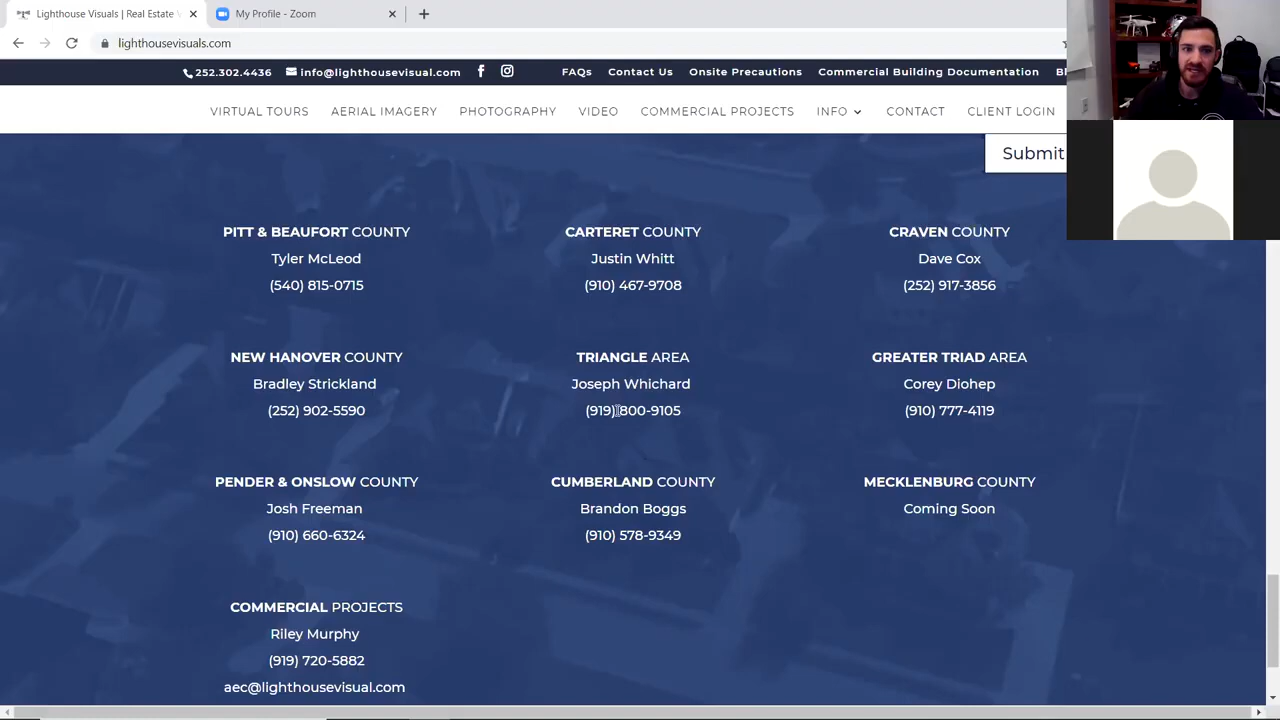 Lighthouse Visuals | Real Estate V
My Profile - Zoom
lighthousevisuals.com
252.302.4436
info@lighthousevisual.com
FAQs
Contact Us
Onsite Precautions
Commercial Building Documentation
VIRTUAL TOURS
AERIAL IMAGERY
PHOTOGRAPHY
VIDEO
COMMERCIAL PROJECTS
INFO
CONTACT
CLIENT LOGIN
Submit
PITT & BEAUFORT COUNTY
Tyler McLeod
(540) 815-0715
CARTERET COUNTY
Justin Whitt
(910) 467-9708
CRAVEN COUNTY
Dave Cox
(252) 917-3856
NEW HANOVER COUNTY
Bradley Strickland
(252) 902-5590
TRIANGLE AREA
Joseph Whichard
(919) 800-9105
GREATER TRIAD AREA
Corey Diohep
(910) 777-4119
PENDER & ONSLOW COUNTY
Josh Freeman
(910) 660-6324
CUMBERLAND COUNTY
Brandon Boggs
(910) 578-9349
MECKLENBURG COUNTY
Coming Soon
COMMERCIAL PROJECTS
Riley Murphy
(919) 720-5882
aec@lighthousevisual.com